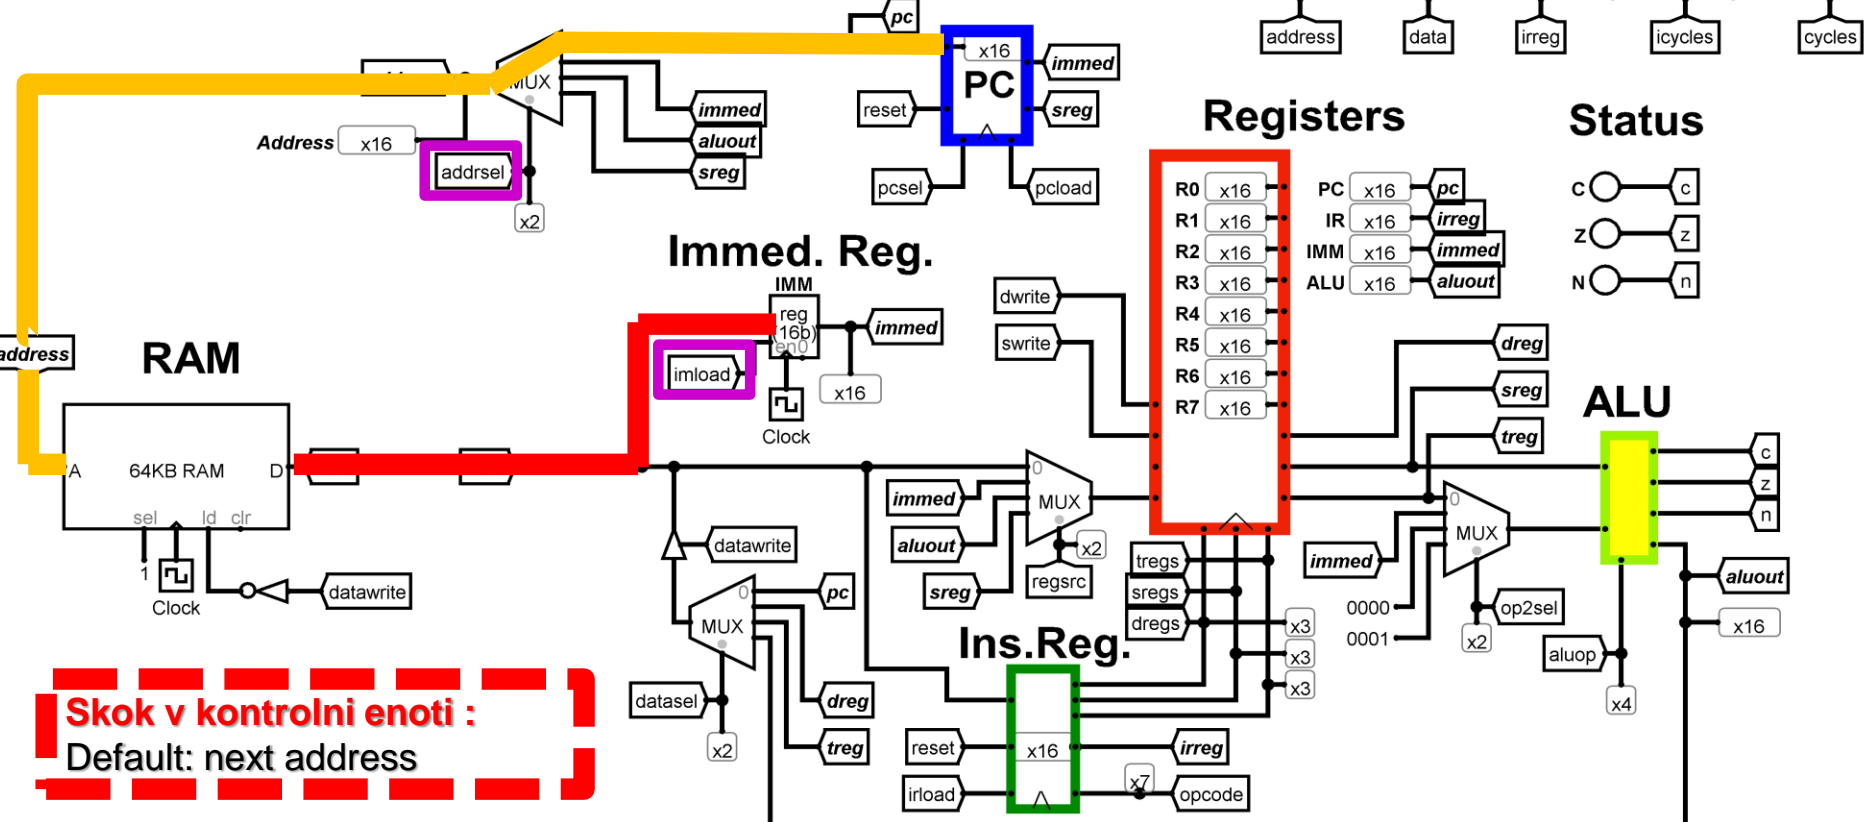 pc
address
data
irreg
icycles
cycles
x16
immed
PC
MUX
reset
sreg
immed
aluout
sreg
Address
x16
addrsel
x2
pcsel
pcload
Registers
Status
R0 x16
R1 x16
R2 x16
R3 x16
R4 x16
R5 x16
R6 x16
R7 x16
PC x16 pc
IR x16 irreg
IMM x16 immed
ALU x16 aluout
C c
Z z
N n
Immed. Reg.
IMM
reg
(16b)
en0
immed
imload
x16
Clock
dwrite
swrite
address
RAM
A
64KB RAM
D
sel
ld
clr
1
Clock
datawrite
datawrite
0
MUX
pc
dreg
treg
datasel
x2
0
MUX
immed
aluout
sreg
x2
regsrc
dreg
sreg
treg
ALU
c
z
n
0
MUX
immed
0000
0001
op2sel
x2
aluop
x4
aluout
x16
tregs
sregs
dregs
x3
x3
x3
Ins.Reg.
reset
x16
irreg
irload
x7
opcode
Skok v kontrolni enoti :
Default: next address